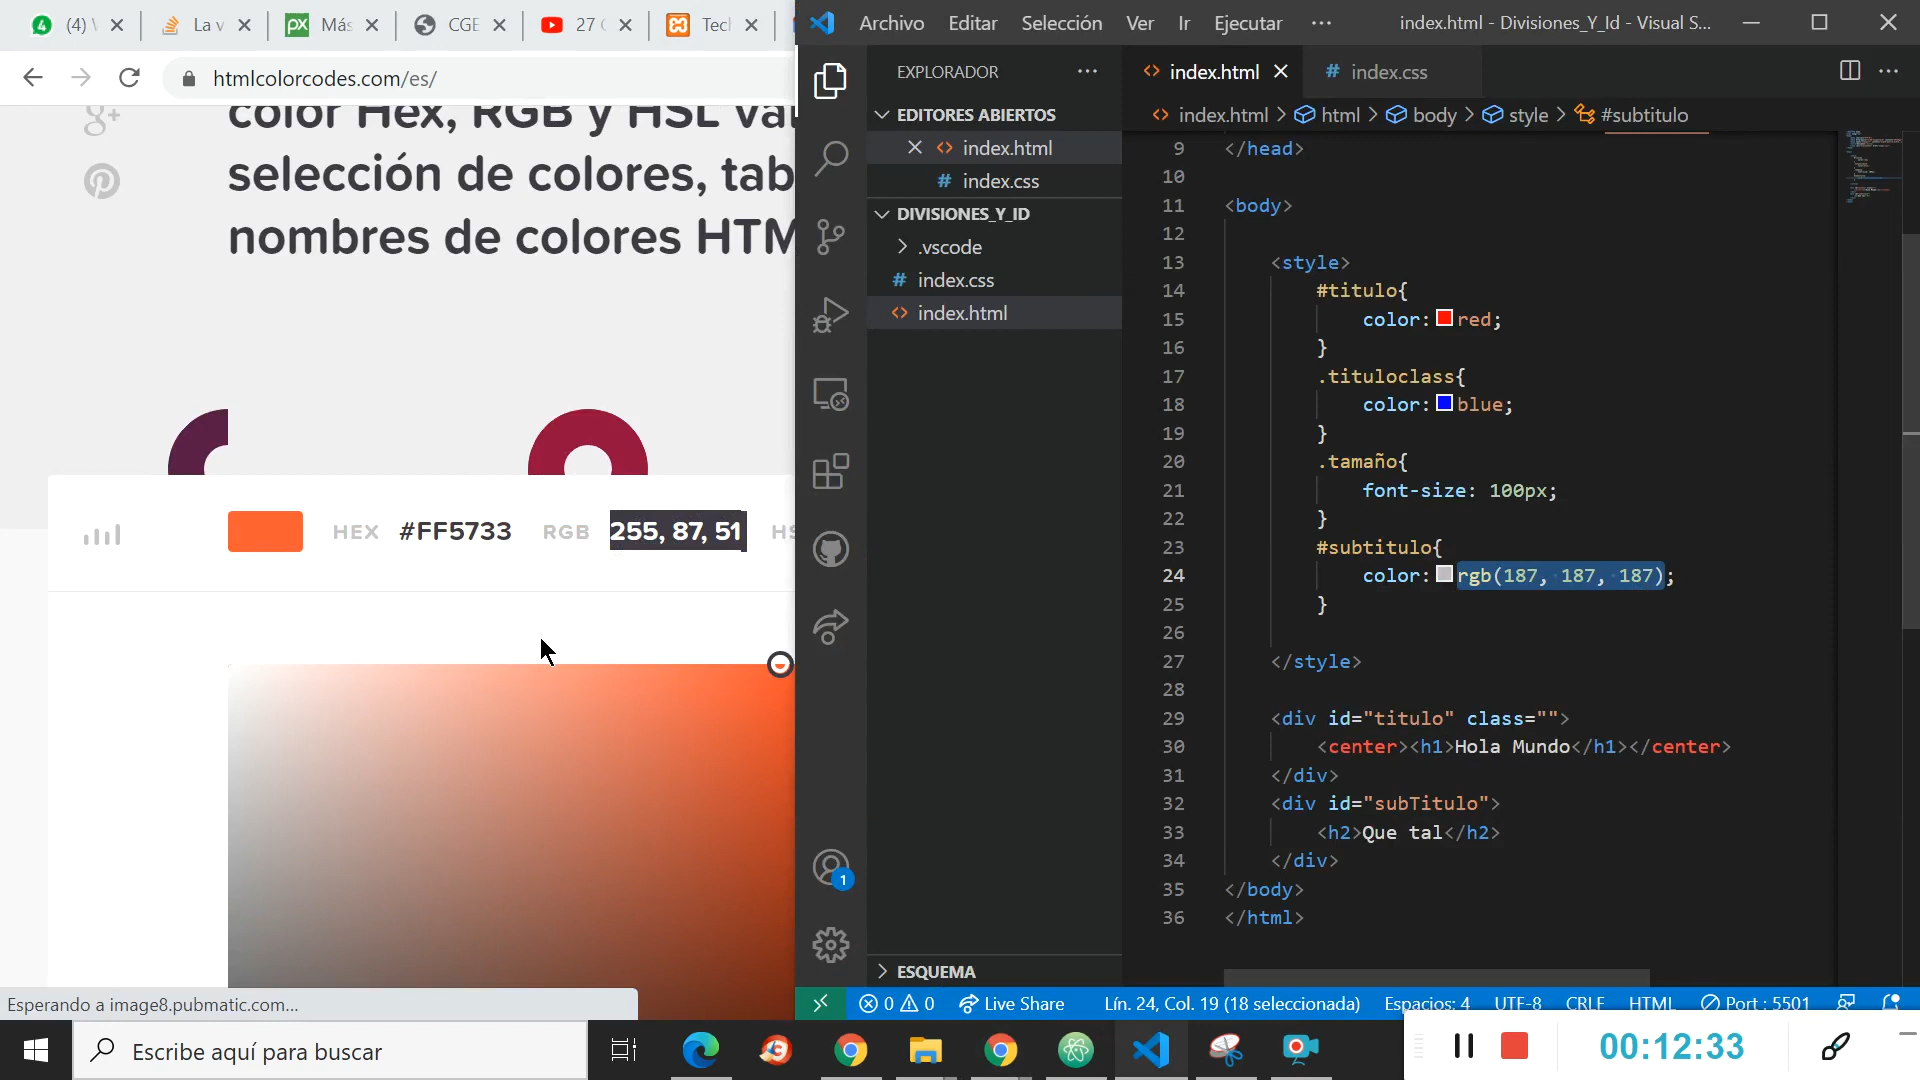 (4)
La v
Más
CGE
27
Tech
htmlcolorcodes.com/es/
color Hex, RGB y HSL va
selección de colores, tab
nombres de colores HTM
HEX #FF5733 RGB 255, 87, 51 HS
Esperando a image8.pubmatic.com...
Archivo Editar Selección Ver Ir Ejecutar ··· index.html - Divisiones_Y_Id - Visual S...
EXPLORADOR
EDITORES ABIERTOS
index.html
index.css
DIVISIONES_Y_ID
.vscode
index.css
index.html
ESQUEMA
index.html index.css
index.html > html > body > style > #subtitulo
9 </head>
10
11 <body>
12
13 <style>
14 #titulo{
15 color: red;
16 }
17 .tituloclass{
18 color: blue;
19 }
20 .tamaño{
21 font-size: 100px;
22 }
23 #subtitulo{
24 color: rgb(187, 187, 187);
25 }
26
27 </style>
28
29 <div id="titulo" class="">
30 <center><h1>Hola Mundo</h1></center>
31 </div>
32 <div id="subTitulo">
33 <h2>Que tal</h2>
34 </div>
35 </body>
36 </html>
1
0 0 Live Share Lín. 24, Col. 19 (18 seleccionada) Espacios: 4 UTF-8 CRLF HTML Port : 5501
Escribe aquí para buscar
00:12:33